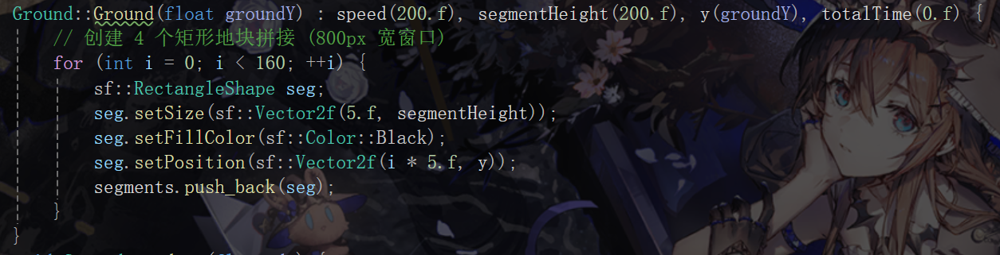 Ground::Ground(float groundY) : speed(200.f), segmentHeight(200.f), y(groundY), totalTime(0.f) {
// 创建 4 个矩形地块拼接 (800px 宽窗口)
for (int i = 0; i < 160; ++i) {
sf::RectangleShape seg;
seg.setSize(sf::Vector2f(5.f, segmentHeight));
seg.setFillColor(sf::Color::Black);
seg.setPosition(sf::Vector2f(i * 5.f, y));
segments.push_back(seg);
}
}